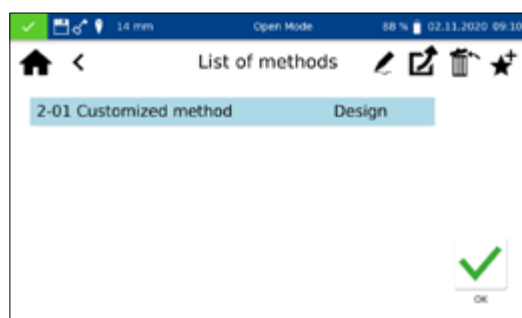 14 mm Open Mode 88 % 02.11.2020 09:10
List of methods
2-01 Customized method Design
OK